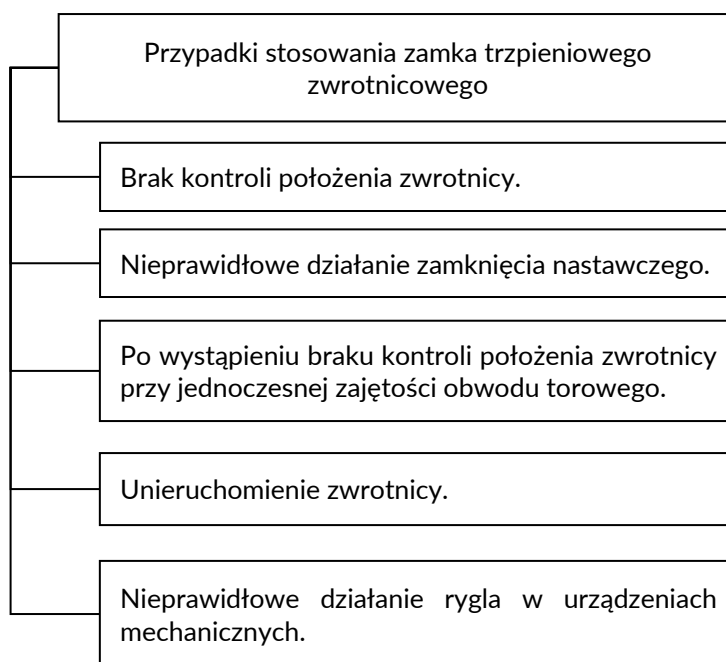 Przypadki stosowania zamka trzpieniowego
zwrotnicowego
Brak kontroli położenia zwrotnicy.
Nieprawidłowe działanie zamknięcia nastawczego.
Po wystąpieniu braku kontroli położenia zwrotnicy
przy jednoczesnej zajętości obwodu torowego.
Unieruchomienie zwrotnicy.
Nieprawidłowe działanie rygla w urządzeniach
mechanicznych.